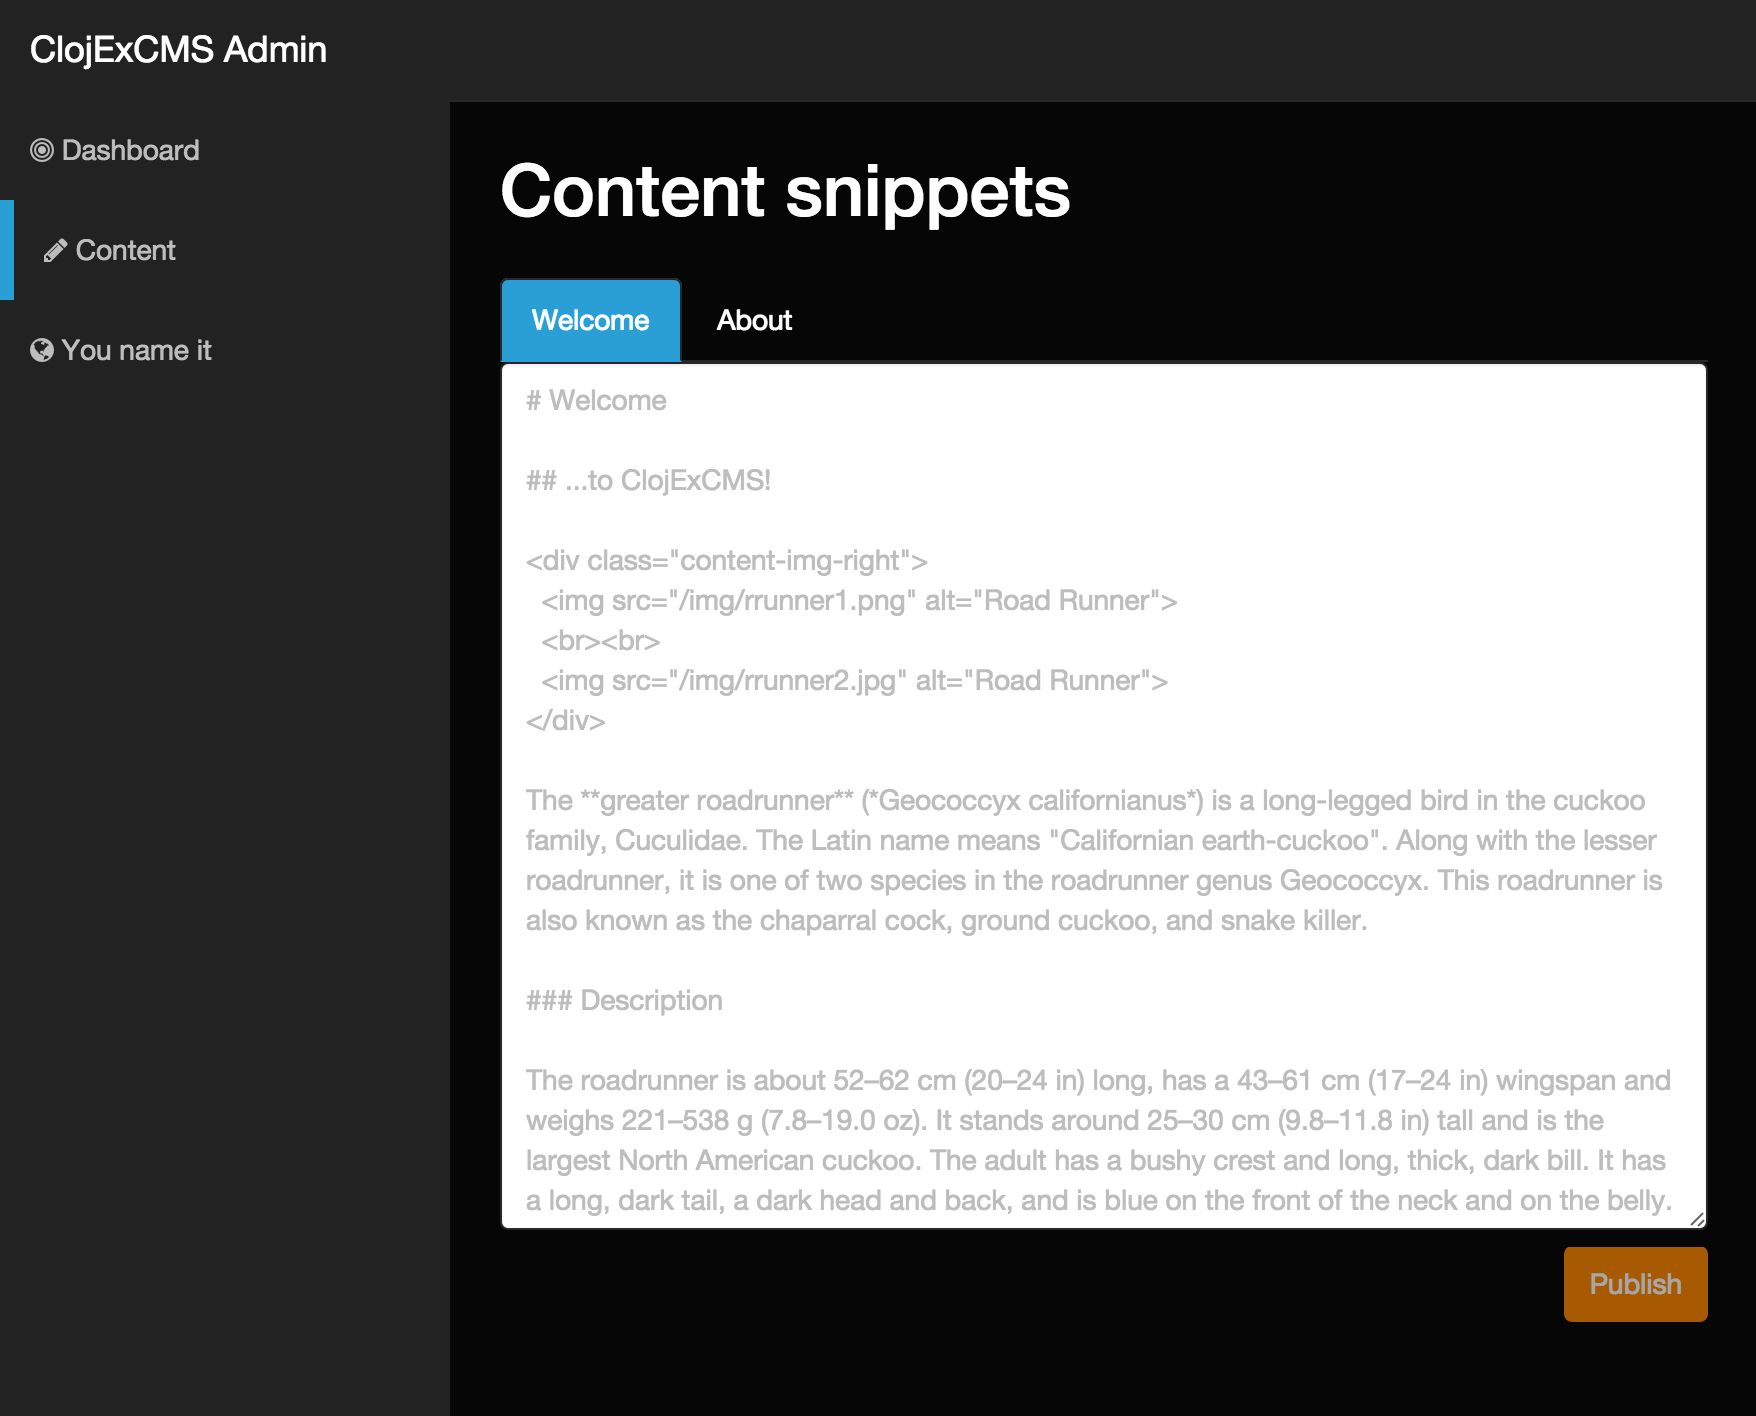 ClojExCMS Admin
Dashboard
Content
You name it
Content snippets
Welcome
About
# Welcome
## ...to ClojExCMS!
<div class="content-img-right">
<img src="/img/rrunner1.png" alt="Road Runner">
<br><br>
<img src="/img/rrunner2.jpg" alt="Road Runner">
</div>
The **greater roadrunner** (*Geococcyx californianus*) is a long-legged bird in the cuckoo
family, Cuculidae. The Latin name means "Californian earth-cuckoo". Along with the lesser
roadrunner, it is one of two species in the roadrunner genus Geococcyx. This roadrunner is
also known as the chaparral cock, ground cuckoo, and snake killer.
### Description
The roadrunner is about 52–62 cm (20–24 in) long, has a 43–61 cm (17–24 in) wingspan and
weighs 221–538 g (7.8–19.0 oz). It stands around 25–30 cm (9.8–11.8 in) tall and is the
largest North American cuckoo. The adult has a bushy crest and long, thick, dark bill. It has
a long, dark tail, a dark head and back, and is blue on the front of the neck and on the belly.
Publish